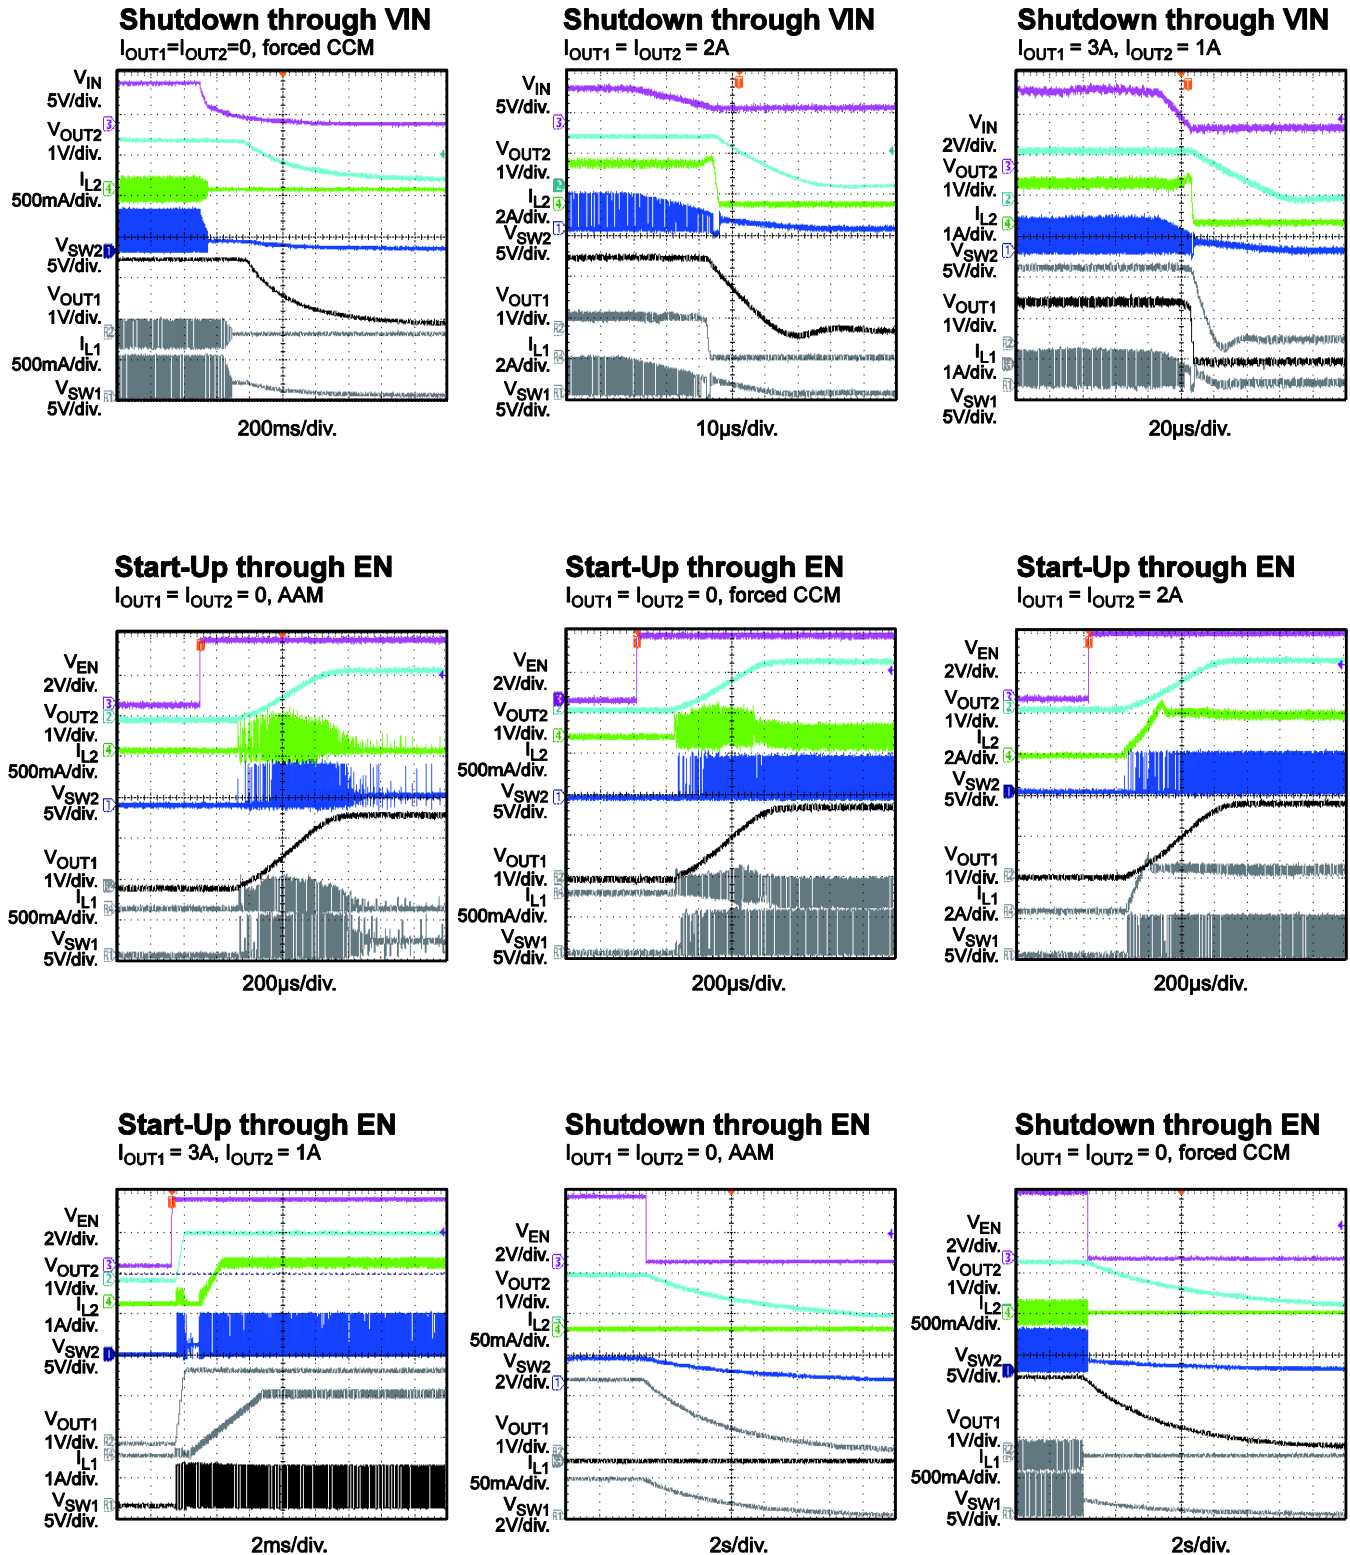 Shutdown through VIN
IOUT1=IOUT2=0, forced CCM
VIN
5V/div.
VOUT2
1V/div.
IL2
500mA/div.
VSW2
5V/div.
VOUT1
1V/div.
IL1
500mA/div.
VSW1
5V/div.
200ms/div.
Shutdown through VIN
IOUT1 = IOUT2 = 2A
VIN
5V/div.
VOUT2
1V/div.
IL2
2A/div.
VSW2
5V/div.
VOUT1
1V/div.
IL1
2A/div.
VSW1
5V/div.
10µs/div.
Shutdown through VIN
IOUT1 = 3A, IOUT2 = 1A
VIN
2V/div.
VOUT2
1V/div.
IL2
1A/div.
VSW2
5V/div.
VOUT1
1V/div.
IL1
1A/div.
VSW1
5V/div.
20µs/div.
Start-Up through EN
IOUT1 = IOUT2 = 0, AAM
VEN
2V/div.
VOUT2
1V/div.
IL2
500mA/div.
VSW2
5V/div.
VOUT1
1V/div.
IL1
500mA/div.
VSW1
5V/div.
200µs/div.
Start-Up through EN
IOUT1 = IOUT2 = 0, forced CCM
VEN
2V/div.
VOUT2
1V/div.
IL2
500mA/div.
VSW2
5V/div.
VOUT1
1V/div.
IL1
500mA/div.
VSW1
5V/div.
200µs/div.
Start-Up through EN
IOUT1 = IOUT2 = 2A
VEN
2V/div.
VOUT2
1V/div.
IL2
2A/div.
VSW2
5V/div.
VOUT1
1V/div.
IL1
2A/div.
VSW1
5V/div.
200µs/div.
Start-Up through EN
IOUT1 = 3A, IOUT2 = 1A
VEN
2V/div.
VOUT2
1V/div.
IL2
1A/div.
VSW2
5V/div.
VOUT1
1V/div.
IL1
1A/div.
VSW1
5V/div.
2ms/div.
Shutdown through EN
IOUT1 = IOUT2 = 0, AAM
VEN
2V/div.
VOUT2
1V/div.
IL2
50mA/div.
VSW2
2V/div.
VOUT1
1V/div.
IL1
50mA/div.
VSW1
2V/div.
2s/div.
Shutdown through EN
IOUT1 = IOUT2 = 0, forced CCM
VEN
2V/div.
VOUT2
1V/div.
IL2
500mA/div.
VSW2
5V/div.
VOUT1
1V/div.
IL1
500mA/div.
VSW1
5V/div.
2s/div.